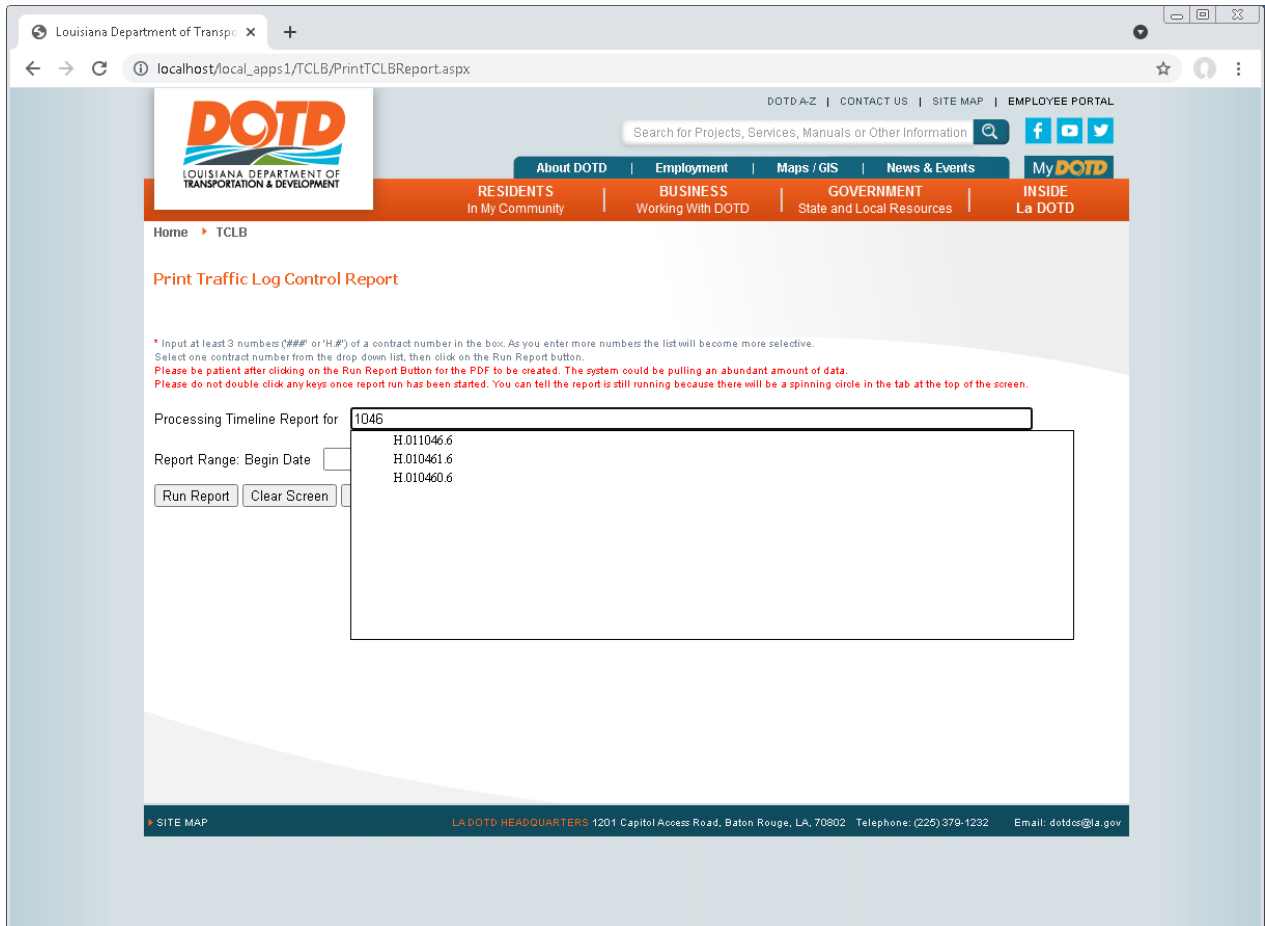 Louisiana Department of Transpo
localhost/local_apps1/TCLB/PrintTCLBReport.aspx
DOTD A-Z | CONTACT US | SITE MAP | EMPLOYEE PORTAL
DOTD
LOUISIANA DEPARTMENT OF
TRANSPORTATION & DEVELOPMENT
Search for Projects, Services, Manuals or Other Information
About DOTD | Employment | Maps / GIS | News & Events
My DOTD
RESIDENTS | BUSINESS | GOVERNMENT | INSIDE
In My Community | Working With DOTD | State and Local Resources | La DOTD
Home TCLB
Print Traffic Log Control Report
* Input at least 3 numbers ('###' or 'H.#') of a contract number in the box. As you enter more numbers the list will become more selective.
Select one contract number from the drop down list, then click on the Run Report button.
Please be patient after clicking on the Run Report Button for the PDF to be created. The system could be pulling an abundant amount of data.
Please do not double click any keys once report run has been started. You can tell the report is still running because there will be a spinning circle in the tab at the top of the screen.
Processing Timeline Report for 1046
H.011046.6
Report Range: Begin Date
H.010461.6
H.010460.6
Run Report Clear Screen
SITE MAP
LA DOTD HEADQUARTERS 1201 Capitol Access Road, Baton Rouge, LA, 70802 Telephone: (225) 379-1232 Email: dotdcs@la.gov